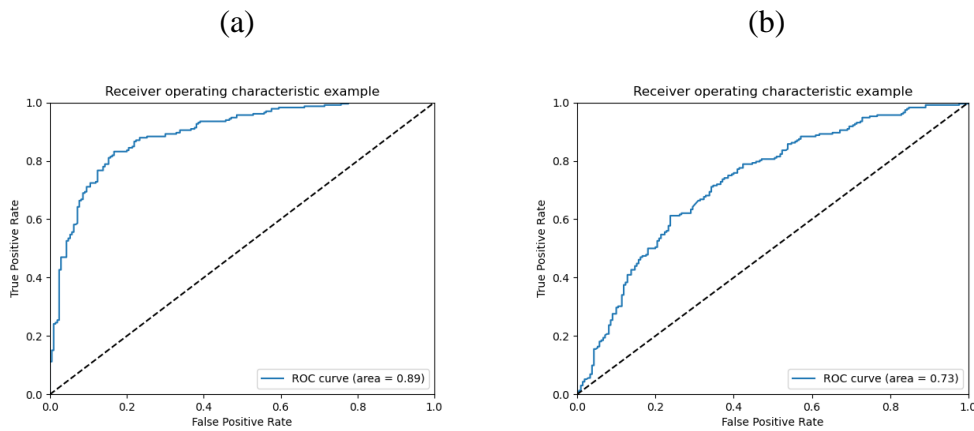 (a)
Receiver operating characteristic example
True Positive Rate
1.0
0.8
0.6
0.4
0.2
0.0
0.0 0.2 0.4 0.6 0.8 1.0
False Positive Rate
ROC curve (area = 0.89)
(b)
Receiver operating characteristic example
True Positive Rate
1.0
0.8
0.6
0.4
0.2
0.0
0.0 0.2 0.4 0.6 0.8 1.0
False Positive Rate
ROC curve (area = 0.73)